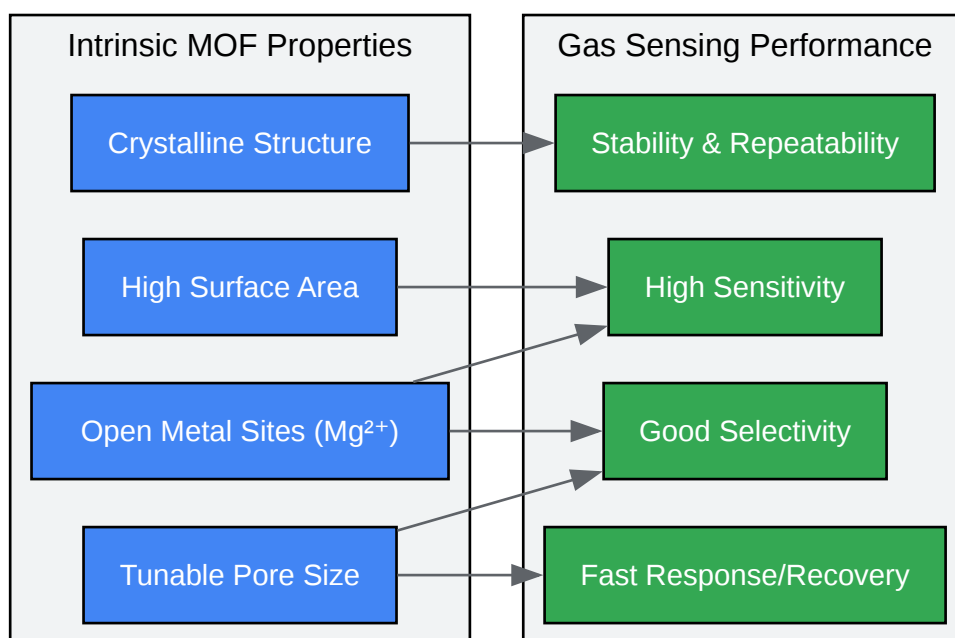 Intrinsic MOF Properties
Crystalline Structure
High Surface Area
Open Metal Sites (Mg²⁺)
Tunable Pore Size
Gas Sensing Performance
Stability & Repeatability
High Sensitivity
Good Selectivity
Fast Response/Recovery